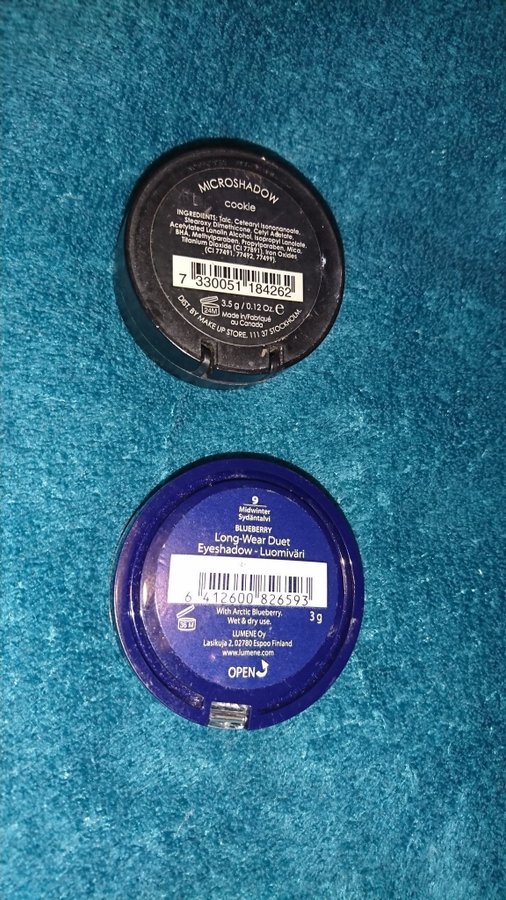 MICROSHADOW
cookie
INGREDIENTS: Talc, Cetearyl Isononanoate,
Stearoxy Dimethicone, Cetyl Acetate,
Acetylated Lanolin Alcohol, Isopropyl Lanolate,
BHA, Methylparaben, Propylparaben, Mica,
Titanium Dioxide (CI 77891), Iron Oxides
(CI 77491, 77492, 77499).
7 330051 184262
24M
3,5 g / 0.12 Oz. e
Made in/Fabriqué
au Canada
DIST. BY MAKE UP STORE, 111 37 STOCKHOLM.
9
Midwinter
Sydäntalvi
BLUEBERRY
Long-Wear Duet
Eyeshadow - Luomiväri
6 412600 826593
With Arctic Blueberry.
Wet & dry use.
36 M
3 g
LUMENE Oy
Lasikuja 2, 02780 Espoo Finland
www.lumene.com
OPEN